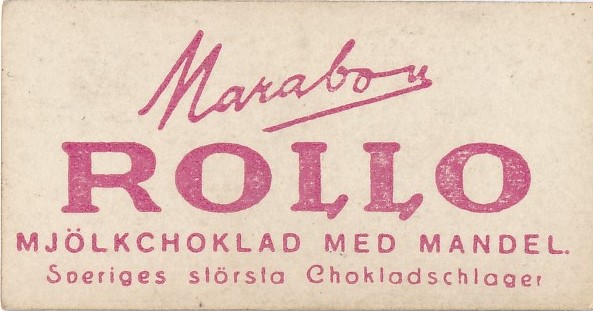 Marabou
ROLLO
MJÖLKCHOKLAD MED MANDEL.
Sveriges största Chokladschlager